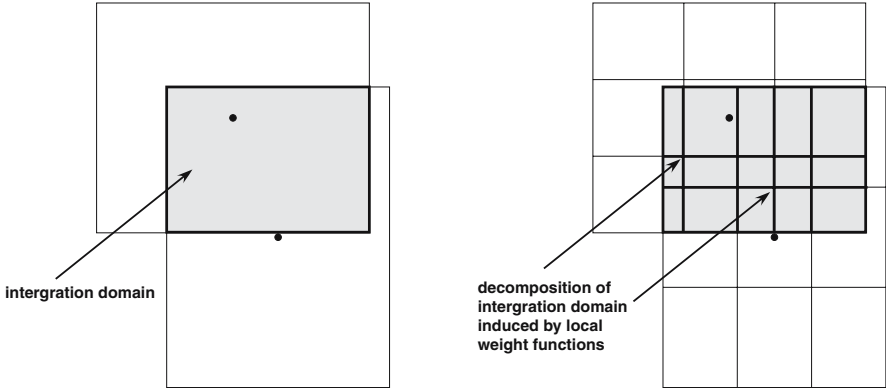 intergration domain
decomposition of
intergration domain
induced by local
weight functions